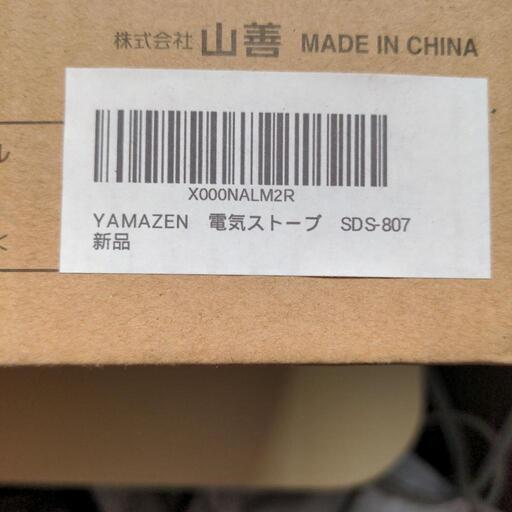 株式会社 山善 MADE IN CHINA
ル
X000NALM2R
YAMAZEN 電気ストーブ SDS-807
新品